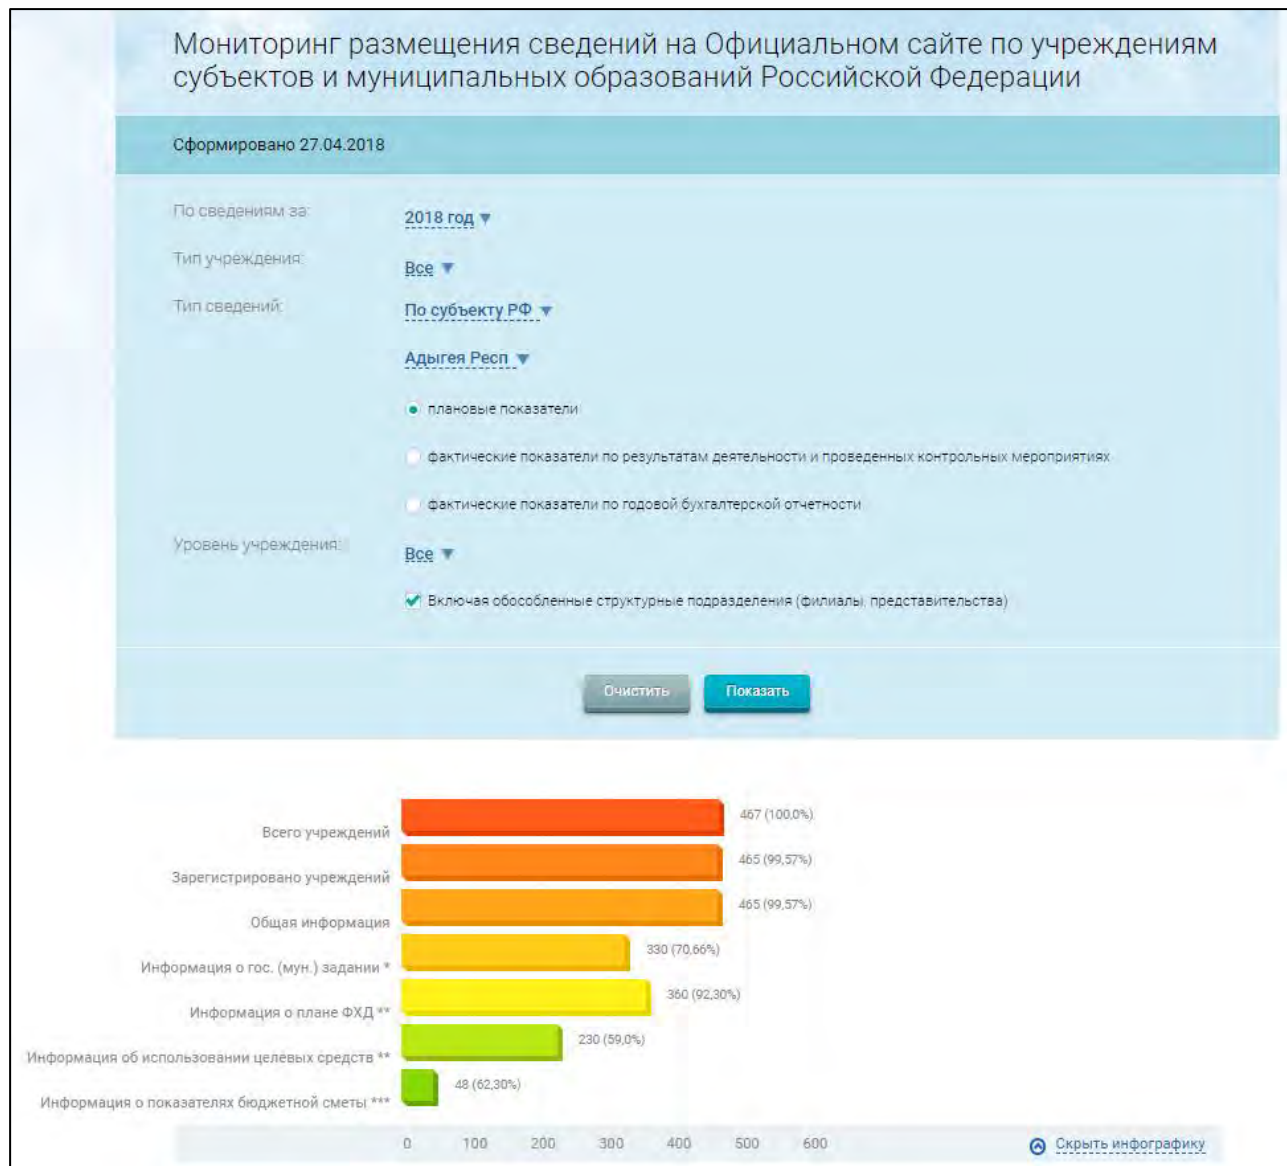 Мониторинг размещения сведений на Официальном сайте по учреждениям
субъектов и муниципальных образований Российской Федерации
Сформировано 27.04.2018
По сведениям за: 2018 год
Тип учреждения: Все
Тип сведений: По субъекту РФ
Адыгея Респ
плановые показатели
фактические показатели по результатам деятельности и проведенных контрольных мероприятиях
фактические показатели по годовой бухгалтерской отчетности
Уровень учреждения: Все
Включая обособленные структурные подразделения (филиалы, представительства)
Очистить Показать
Всего учреждений 467 (100,0%)
Зарегистрировано учреждений 465 (99,57%)
Общая информация 465 (99,57%)
Информация о гос. (мун.) задании * 330 (70,66%)
Информация о плане ФХД ** 360 (92,30%)
Информация об использовании целевых средств ** 230 (59,0%)
Информация о показателях бюджетной сметы *** 48 (62,30%)
0 100 200 300 400 500 600 Скрыть инфографику